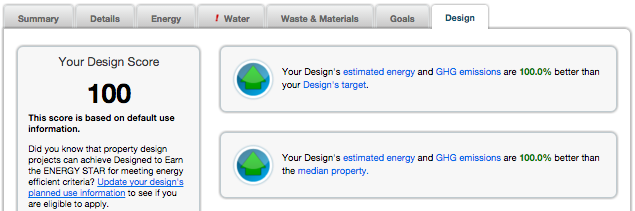 Summary Details Energy ! Water Waste & Materials Goals Design
Your Design Score
100
This score is based on default use
information.
Did you know that property design
projects can achieve Designed to Earn
the ENERGY STAR for meeting energy
efficient criteria? Update your design's
planned use information to see if you
are eligible to apply.
Your Design's estimated energy and GHG emissions are 100.0% better than
your Design's target.
Your Design's estimated energy and GHG emissions are 100.0% better than
the median property.